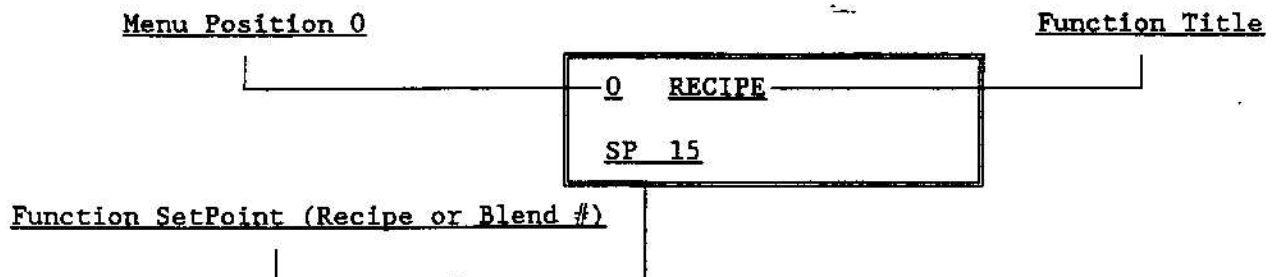 Menu Position 0
Function Title
0 RECIPE
SP 15
Function SetPoint (Recipe or Blend #)